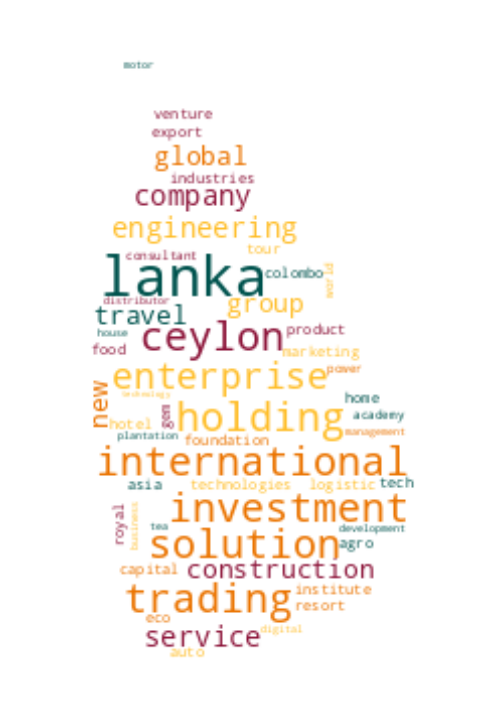 motor
venture
export
global
industries
company
engineering
tour
consultant
lanka
colombo
world
distributor
group
travel
house
ceylon
product
food
marketing
enterprise
power
technology
new
home
gem
holding
academy
hotel
management
plantation
foundation
international
asia
technologies
logistic
tech
royal
business
investment
tea
development
solution
agro
capital
construction
trading
institute
resort
eco
service
digital
auto